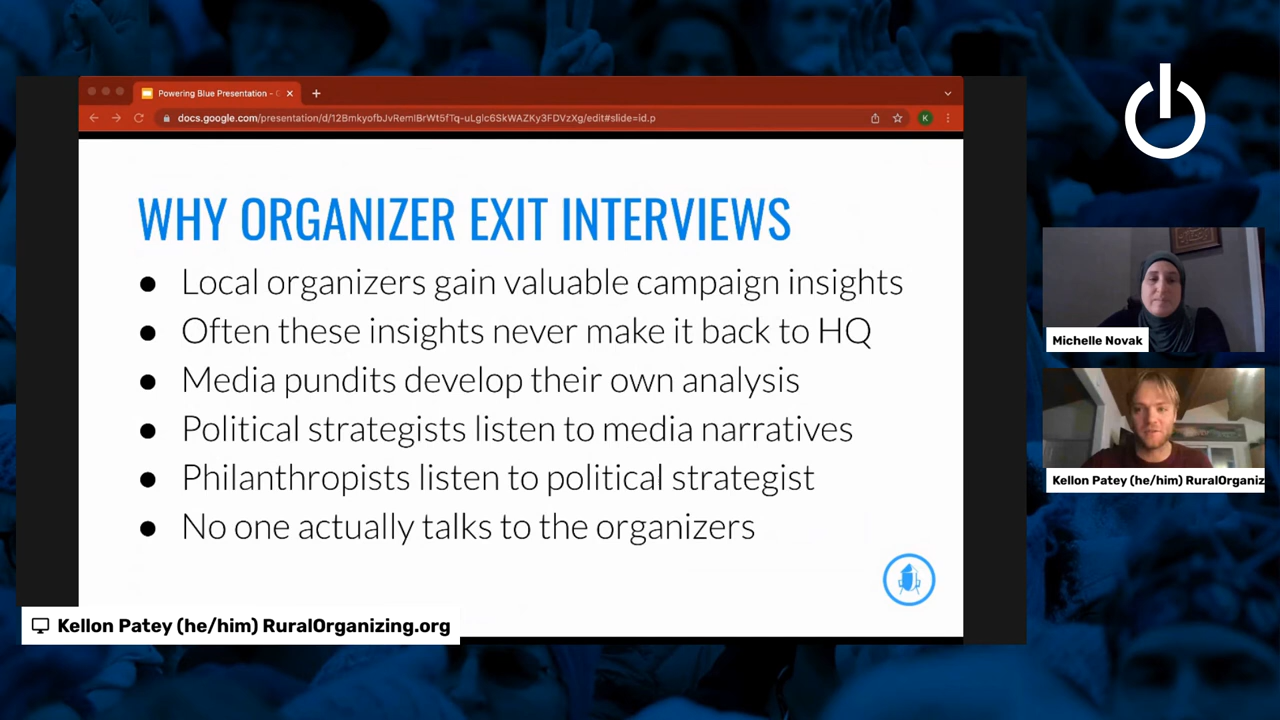 Powering Blue Presentation -
docs.google.com/presentation/d/12BmkyofbJvRemIBrWt5fTq-uLgIc6SkWAZKy3FDVzXg/edit#slide=id.p
K
WHY ORGANIZER EXIT INTERVIEWS
● Local organizers gain valuable campaign insights
● Often these insights never make it back to HQ
● Media pundits develop their own analysis
● Political strategists listen to media narratives
● Philanthropists listen to political strategist
● No one actually talks to the organizers
Kellon Patey (he/him) RuralOrganizing.org
Michelle Novak
Kellon Patey (he/him) RuralOrganiz